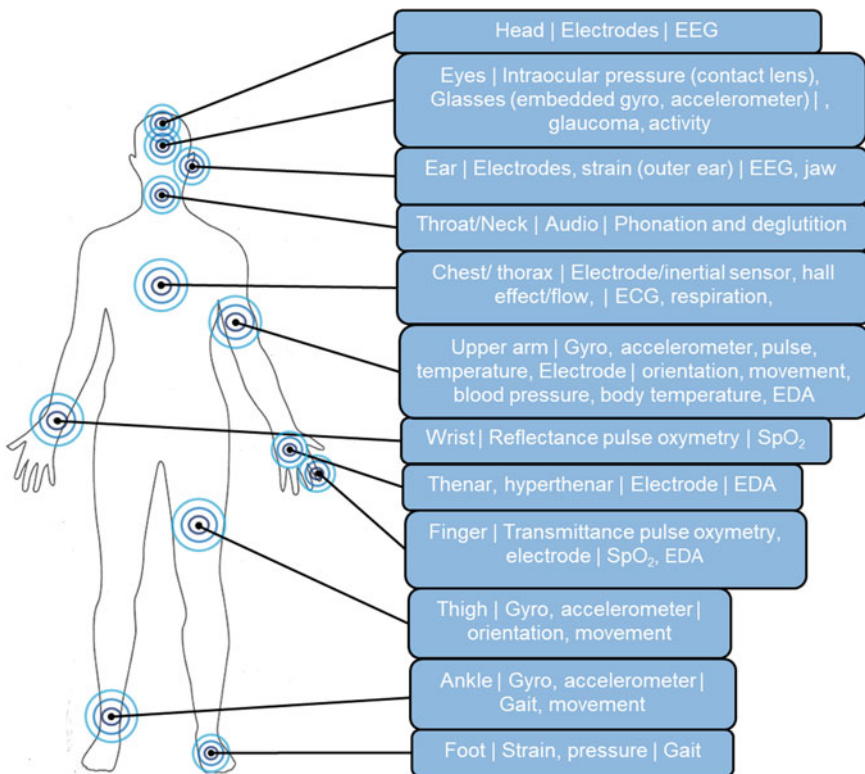 Head | Electrodes | EEG
Eyes | Intraocular pressure (contact lens),
Glasses (embedded gyro, accelerometer) | ,
glaucoma, activity
Ear | Electrodes, strain (outer ear) | EEG, jaw
Throat/Neck | Audio | Phonation and deglutition
Chest/ thorax | Electrode/inertial sensor, hall
effect/flow, | ECG, respiration,
Upper arm | Gyro, accelerometer, pulse,
temperature, Electrode | orientation, movement,
blood pressure, body temperature, EDA
Wrist | Reflectance pulse oxymetry | SpO₂
Thenar, hyperthenar | Electrode | EDA
Finger | Transmittance pulse oxymetry,
electrode | SpO₂, EDA
Thigh | Gyro, accelerometer |
orientation, movement
Ankle | Gyro, accelerometer |
Gait, movement
Foot | Strain, pressure | Gait